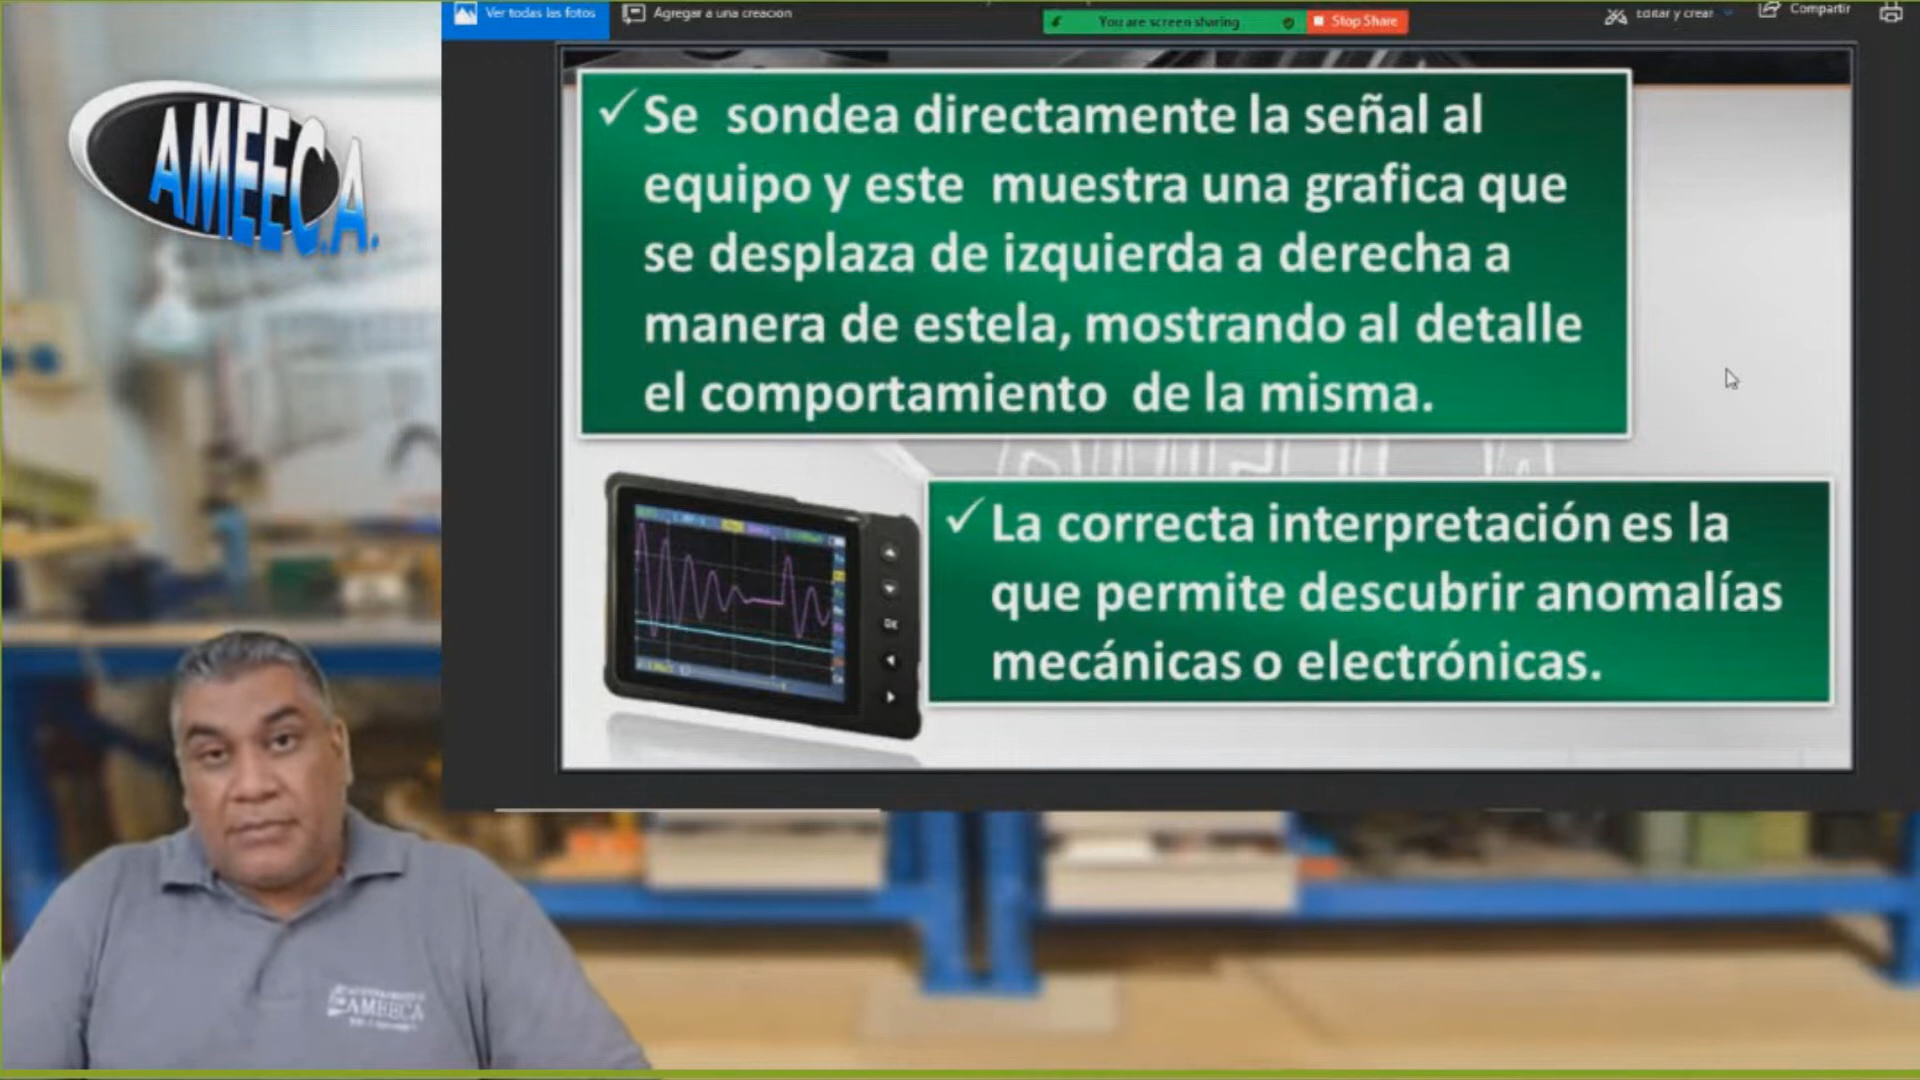 Ver todas las fotos
Agregar a una creación
You are screen sharing
Stop Share
Editar y crear
Compartir
AMEEC.A.
✓ Se sondea directamente la señal al
equipo y este muestra una grafica que
se desplaza de izquierda a derecha a
manera de estela, mostrando al detalle
el comportamiento de la misma.
✓ La correcta interpretación es la
que permite descubrir anomalías
mecánicas o electrónicas.
OK
AMEECA